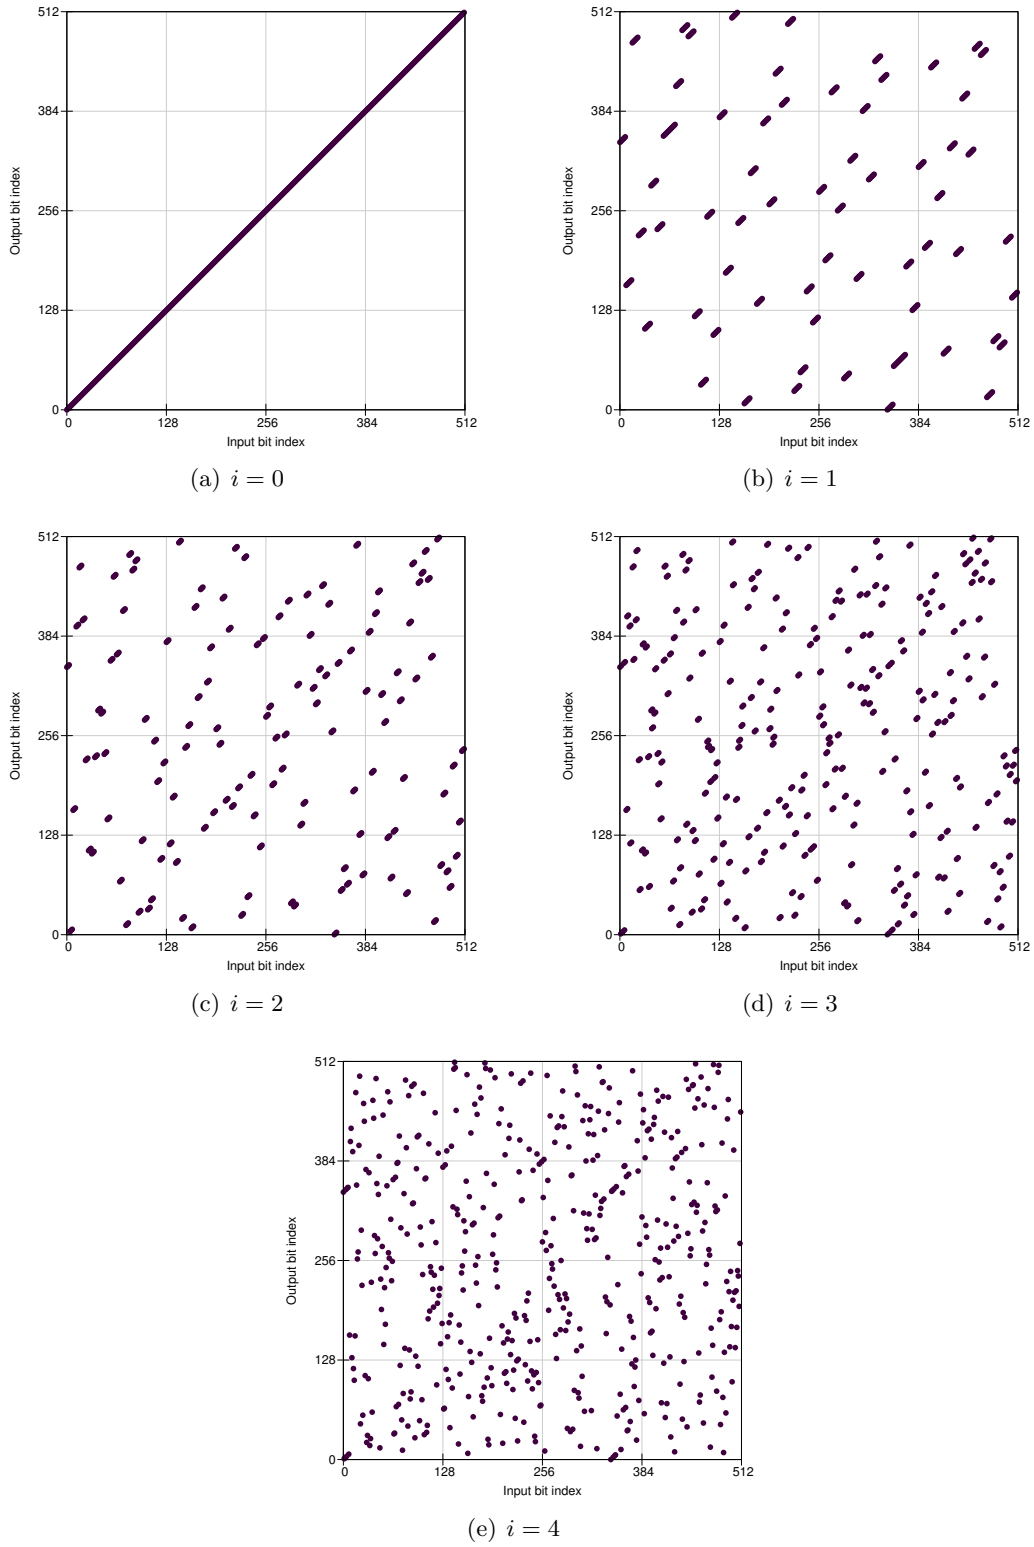 512
384
256
128
0
Output bit index
0 128 256 384 512
Input bit index
(a) i = 0
512
384
256
128
0
Output bit index
0 128 256 384 512
Input bit index
(b) i = 1
512
384
256
128
0
Output bit index
0 128 256 384 512
Input bit index
(c) i = 2
512
384
256
128
0
Output bit index
0 128 256 384 512
Input bit index
(d) i = 3
512
384
256
128
0
Output bit index
0 128 256 384 512
Input bit index
(e) i = 4